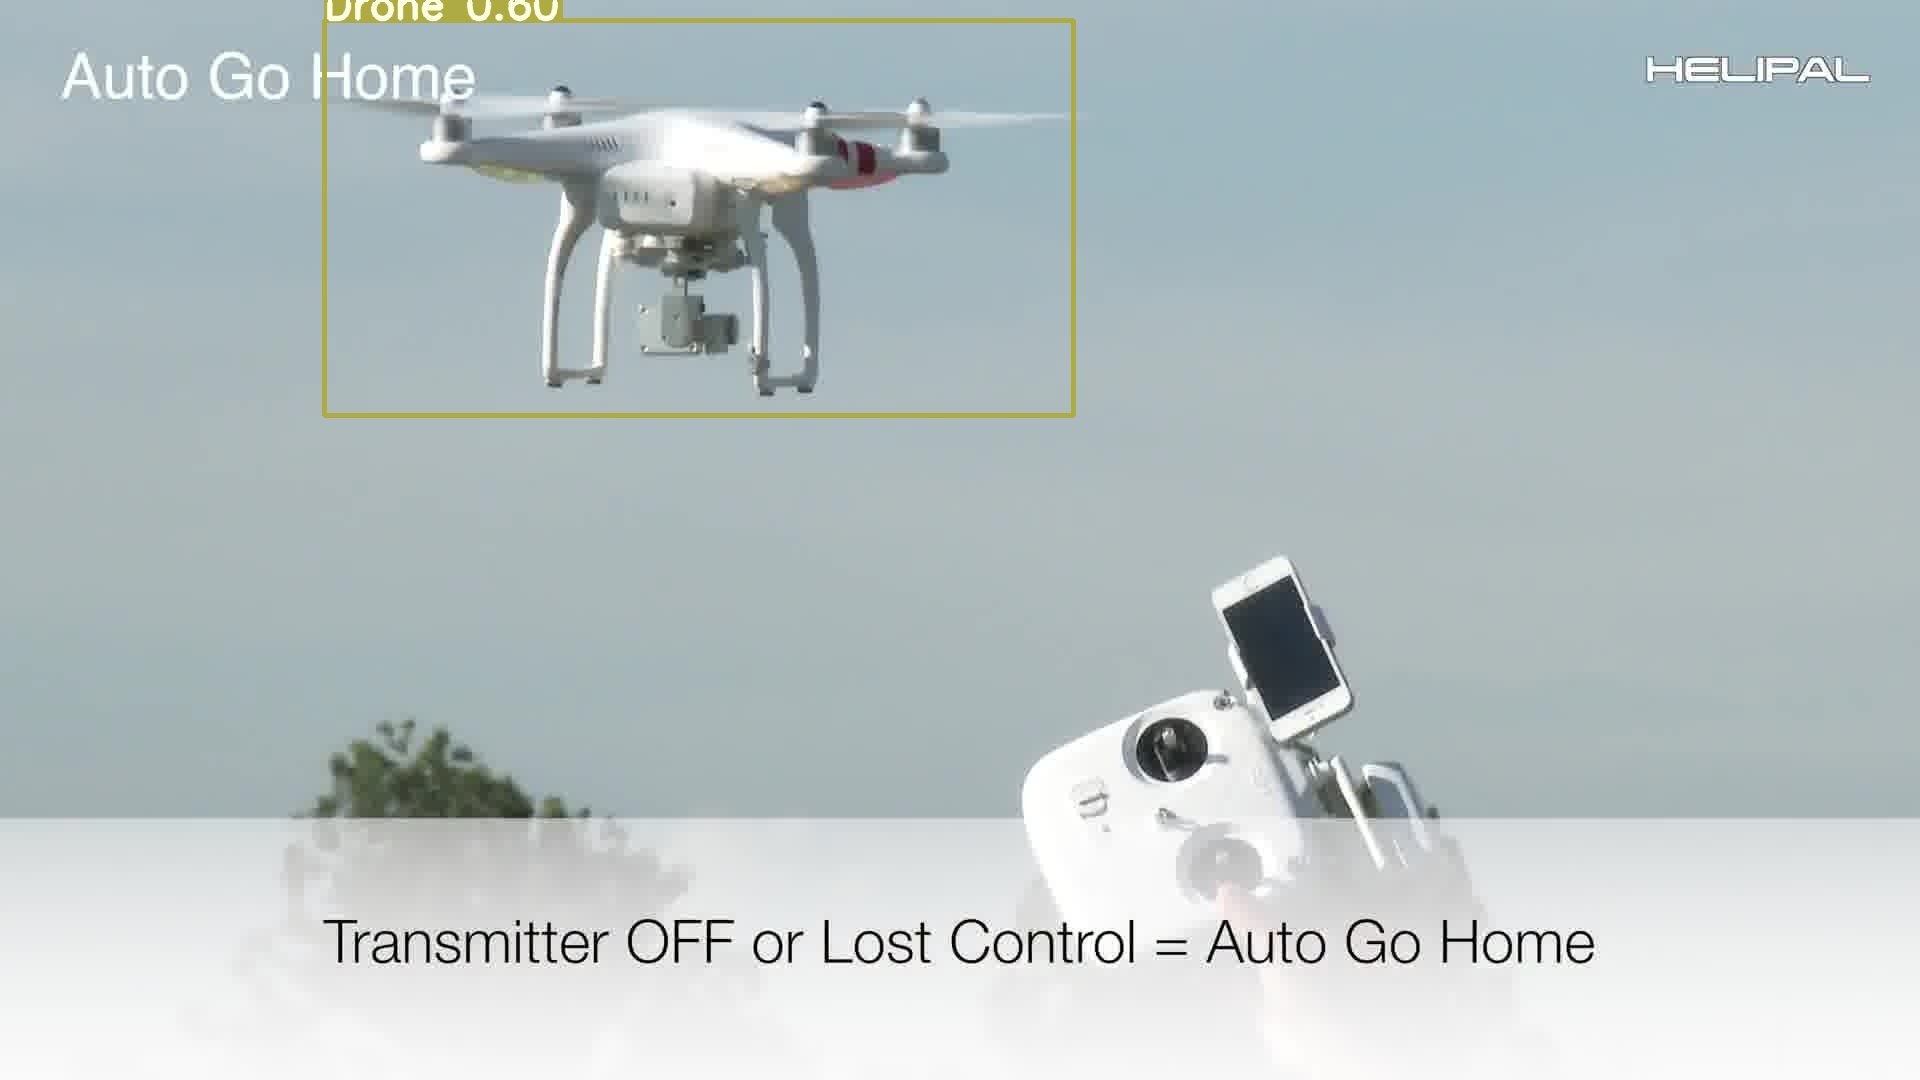 Drone 0.60
Auto Go Home
HELIPAL
Transmitter OFF or Lost Control = Auto Go Home